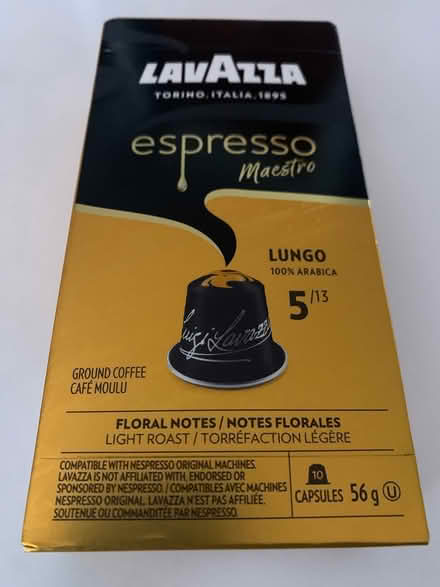 LAVAZZA
TORINO, ITALIA, 1895
espresso
Maestro
LUNGO
100% ARABICA
5/13
Luigi Lavazza
GROUND COFFEE
CAFÉ MOULU
FLORAL NOTES / NOTES FLORALES
LIGHT ROAST / TORRÉFACTION LÉGÈRE
COMPATIBLE WITH NESPRESSO ORIGINAL MACHINES.
LAVAZZA IS NOT AFFILIATED WITH, ENDORSED OR
SPONSORED BY NESPRESSO. / COMPATIBLES AVEC MACHINES
NESPRESSO ORIGINAL. LAVAZZA N'EST PAS AFFILIÉE,
SOUTENUE OU COMMANDITÉE PAR NESPRESSO.
10
CAPSULES 56 g U